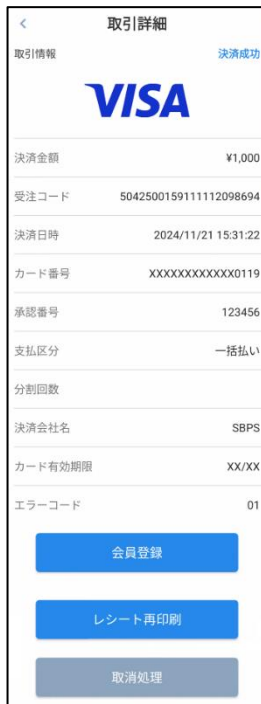 取引詳細
取引情報 決済成功
VISA
決済金額 ¥1,000
受注コード 5042500159111112098694
決済日時 2024/11/21 15:31:22
カード番号 XXXXXXXXXXXX0119
承認番号 123456
支払区分 一括払い
分割回数
決済会社名 SBPS
カード有効期限 XX/XX
エラーコード 01
会員登録
レシート再印刷
取消処理